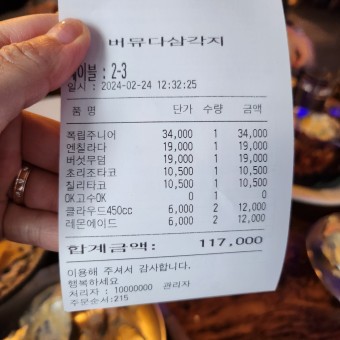 버뮤다삼각지
테이블 : 2-3
일시 : 2024-02-24 12:32:25
품 명 단가 수량 금액
폭립주니어 34,000 1 34,000
엔칠라다 19,000 1 19,000
버섯무덤 19,000 1 19,000
초리조타코 10,500 1 10,500
칠리타코 10,500 1 10,500
OK고수OK 0 1 0
클라우드450cc 6,000 2 12,000
레몬에이드 6,000 2 12,000
합계금액: 117,000
이용해 주셔서 감사합니다.
행복하세요
처리자 : 10000000 관리자
주문순서:215